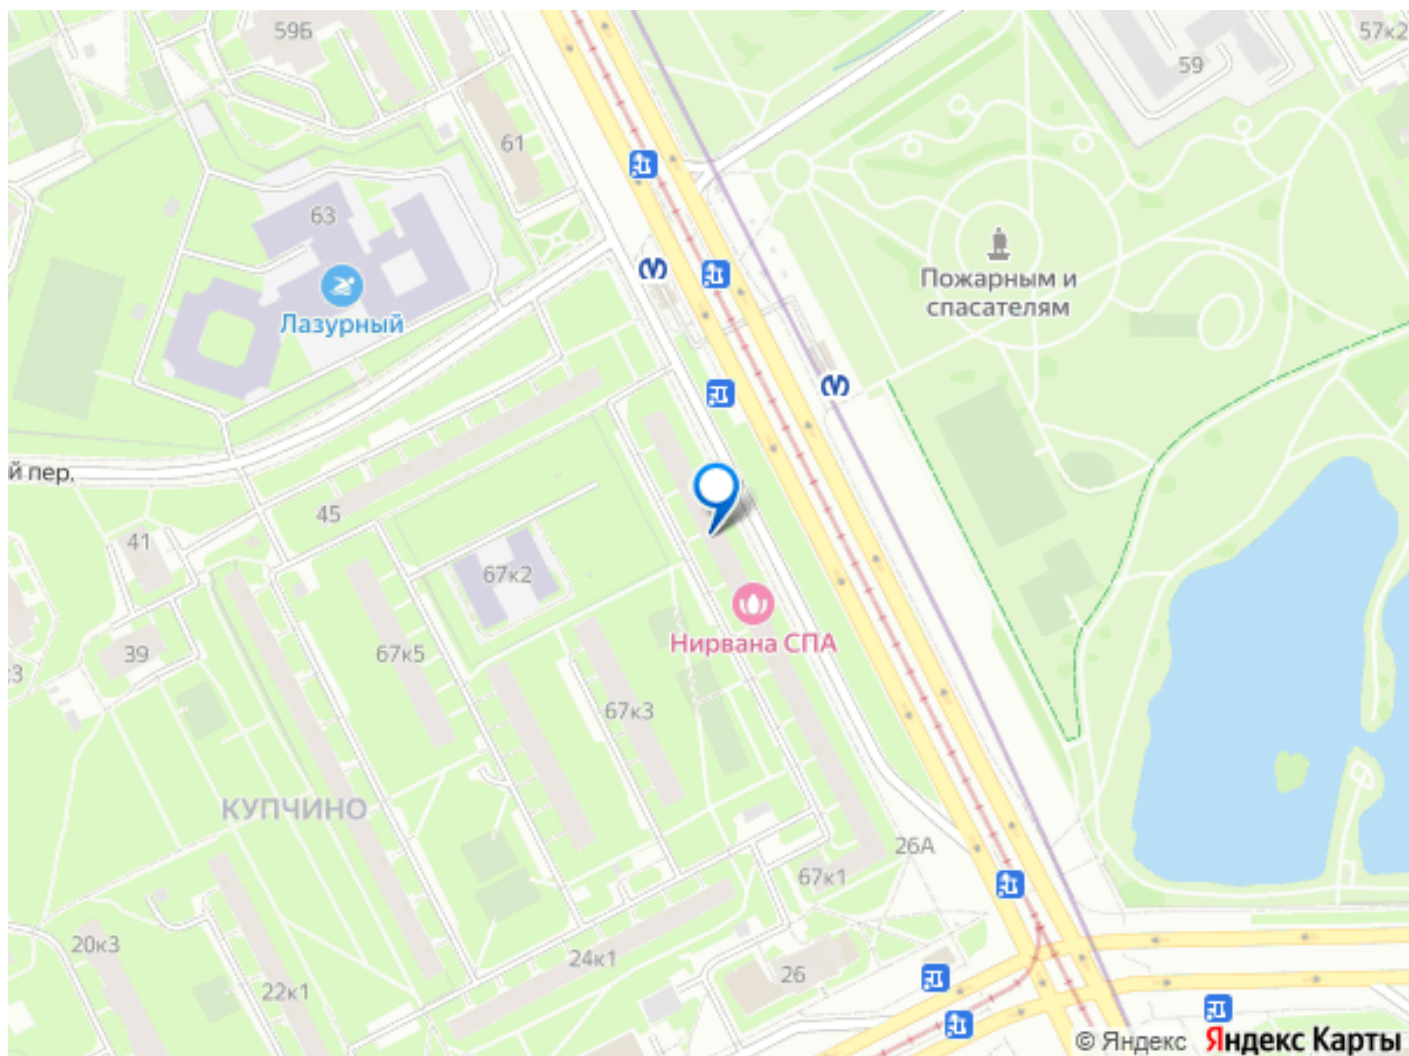 59Б
57к2
59
61
63
Лазурный
Пожарным и
спасателям
й пер.
45
41
67к2
39
к3
67к5
Нирвана СПА
67к3
КУПЧИНО
26А
67к1
20к3
24к1
22к1
26
© Яндекс Яндекс Карты